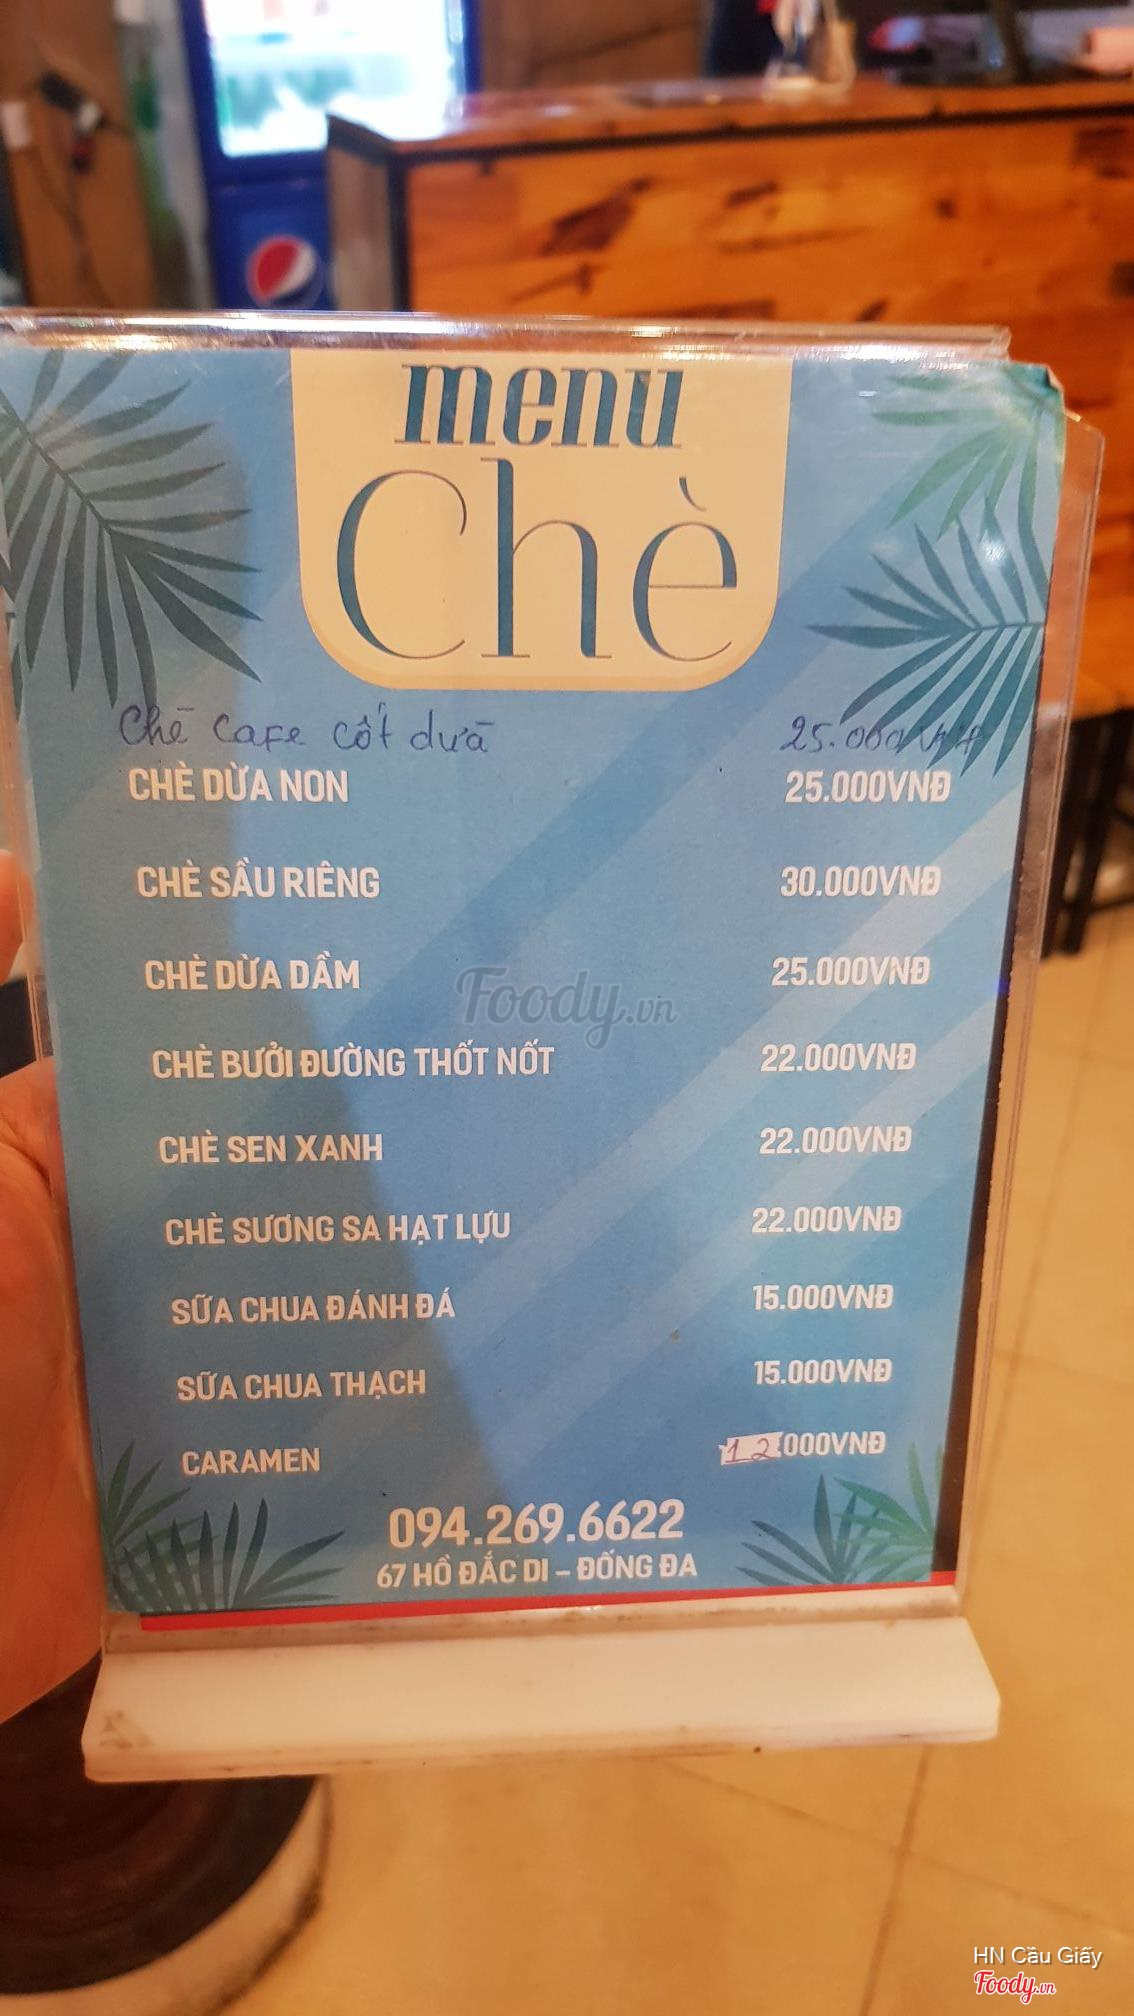 menu
Chè
Chè Cafe cốt dừa 25.000VNĐ
CHÈ DỪA NON 25.000VNĐ
CHÈ SẦU RIÊNG 30.000VNĐ
CHÈ DỪA DẦM 25.000VNĐ
Foody.vn
CHÈ BƯỞI ĐƯỜNG THỐT NỐT 22.000VNĐ
CHÈ SEN XANH 22.000VNĐ
CHÈ SƯƠNG SA HẠT LỰU 22.000VNĐ
SỮA CHUA ĐÁNH ĐÁ 15.000VNĐ
SỮA CHUA THẠCH 15.000VNĐ
CARAMEN 12.000VNĐ
094.269.6622
67 HỒ ĐẮC DI – ĐỐNG ĐA
HN Cầu Giấy
Foody.vn